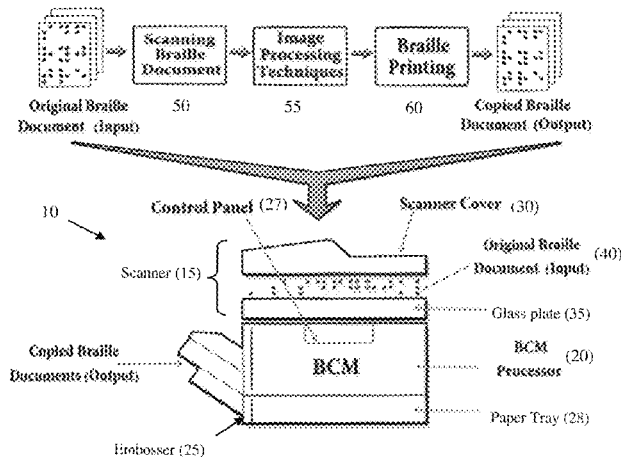 Scanning
Braille
Document
Image
Processing
Techniques
Braille
Printing
Original Braille
Document (Input)
50
55
60
Copied Braille
Document (Output)
10
Control Panel (27)
Scanner Cover (30)
Scanner (15)
Original Braille (40)
Document (Input)
Glass plate (35)
Copied Braille
Documents (Output)
BCM
BCM
Processor (20)
Paper Tray (28)
Embosser (25)